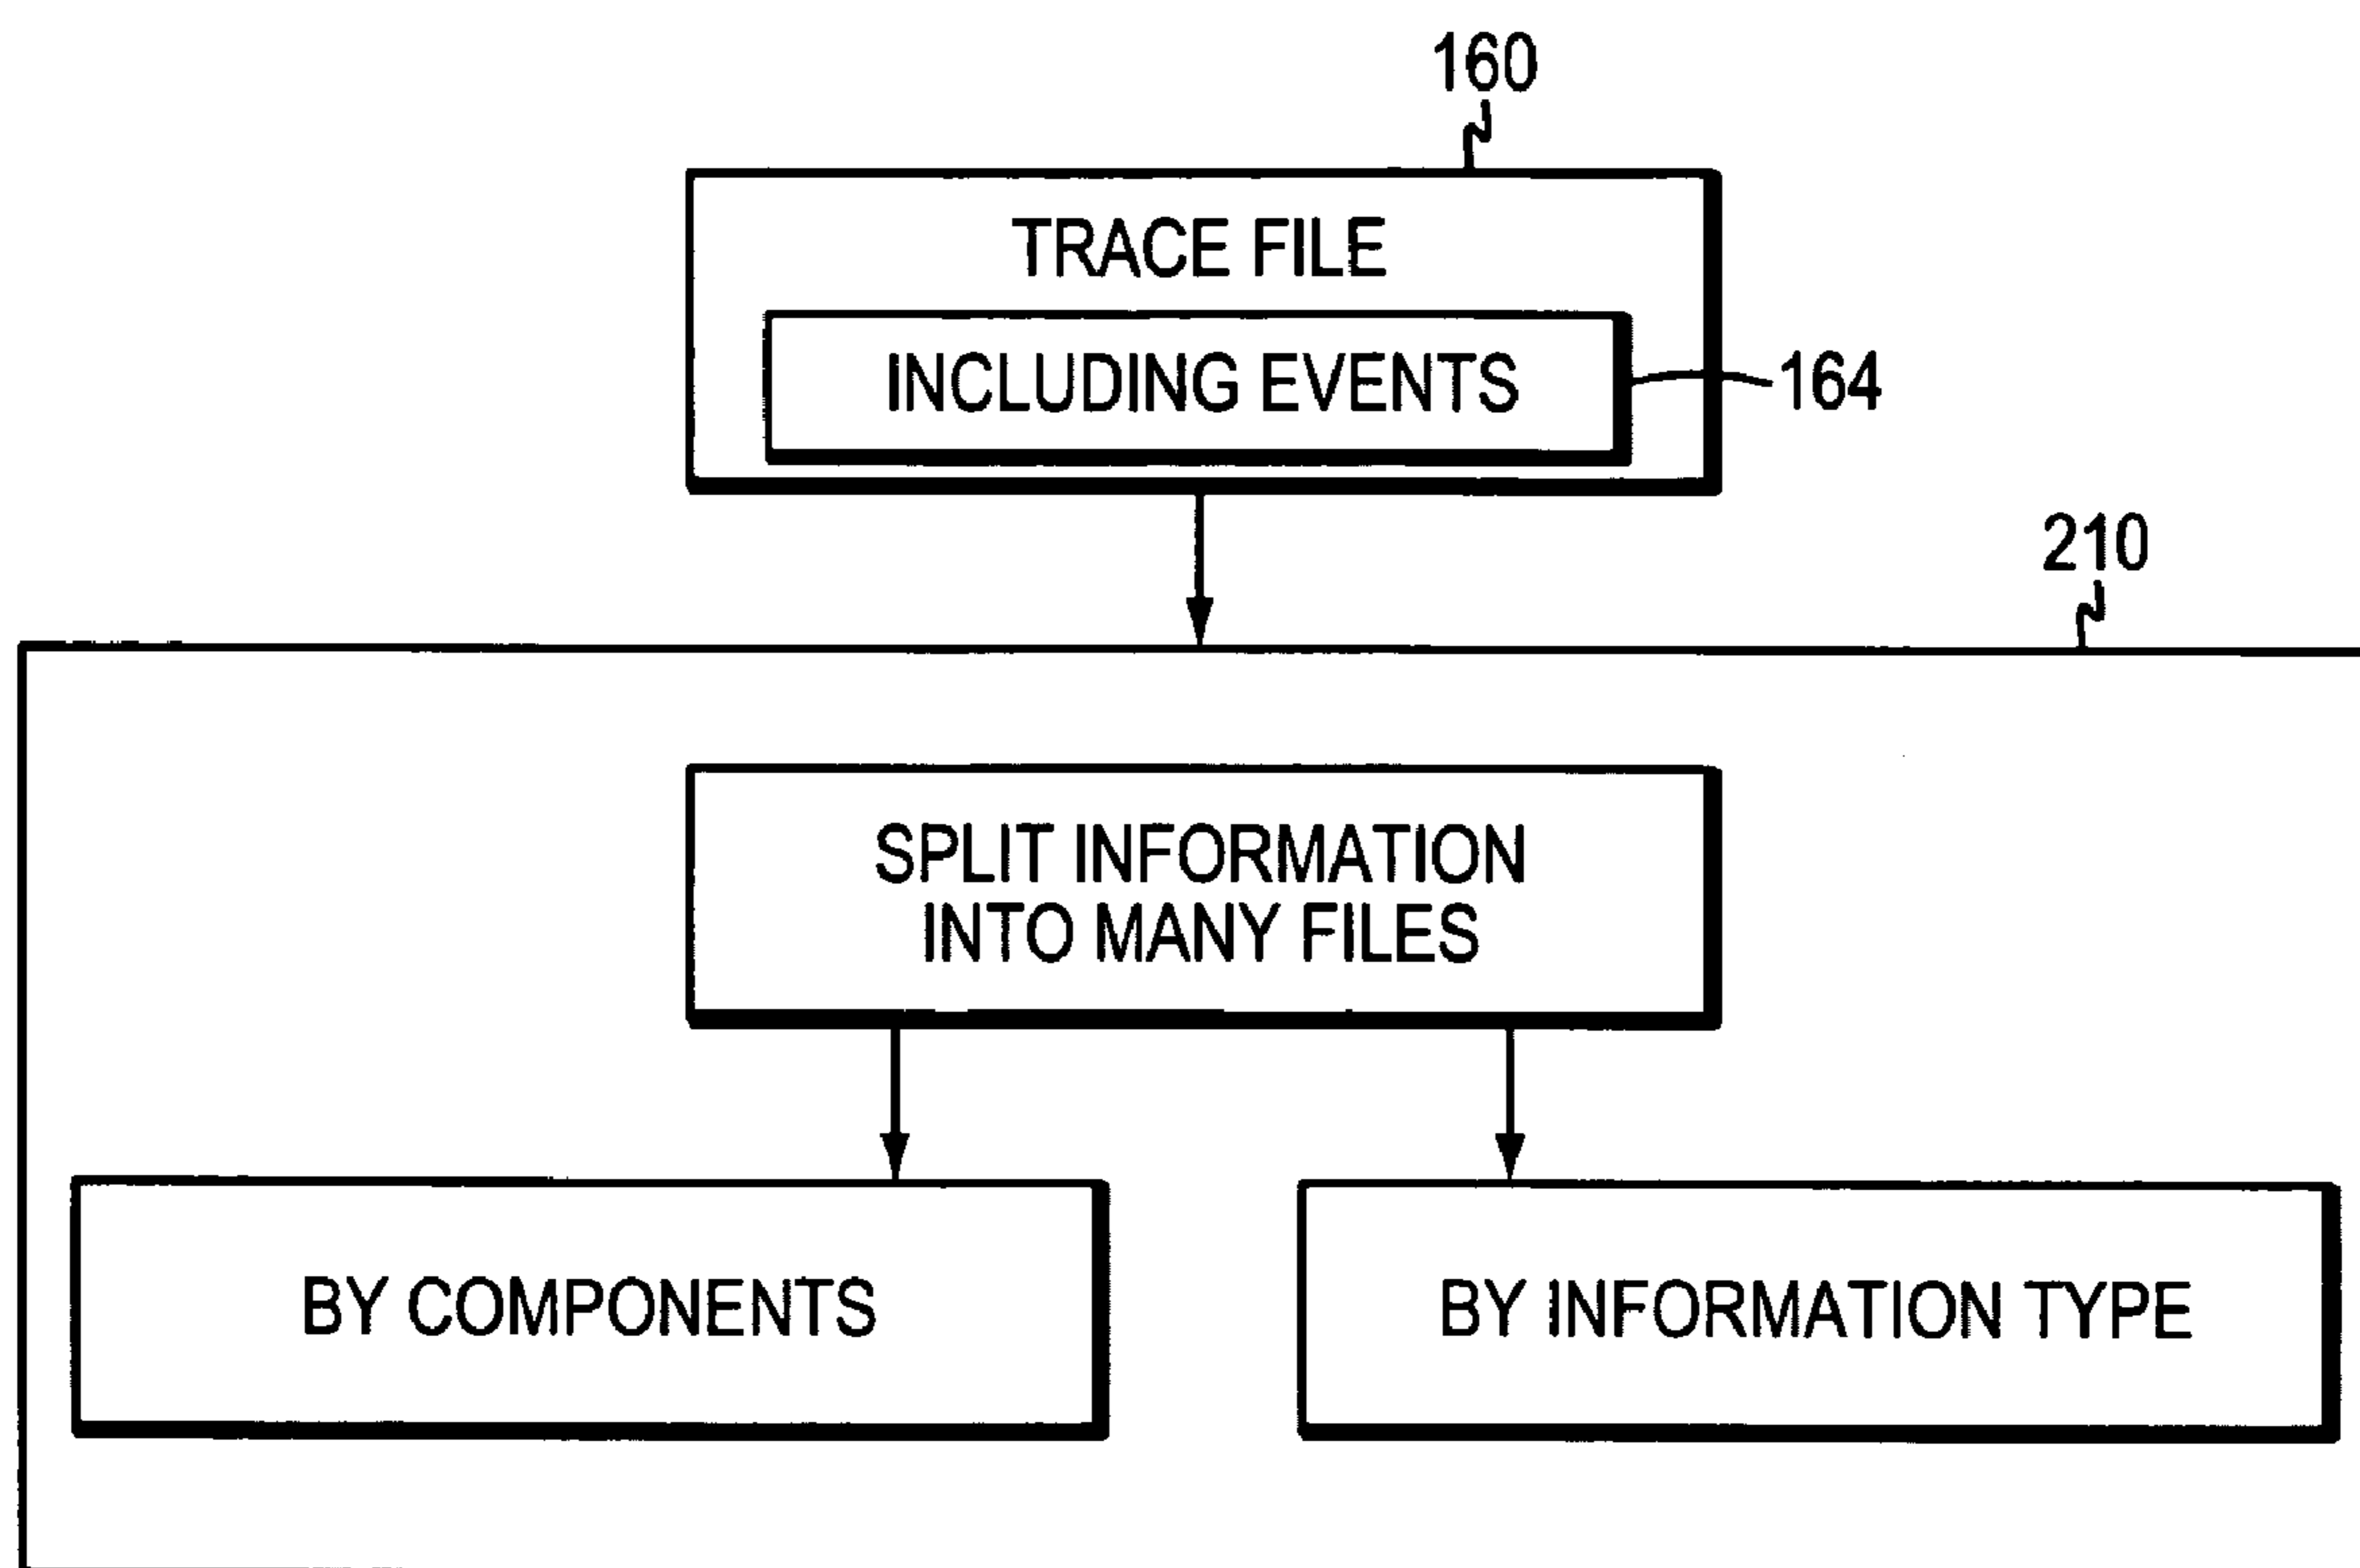 160
TRACE FILE
INCLUDING EVENTS
164
210
SPLIT INFORMATION
INTO MANY FILES
BY COMPONENTS
BY INFORMATION TYPE